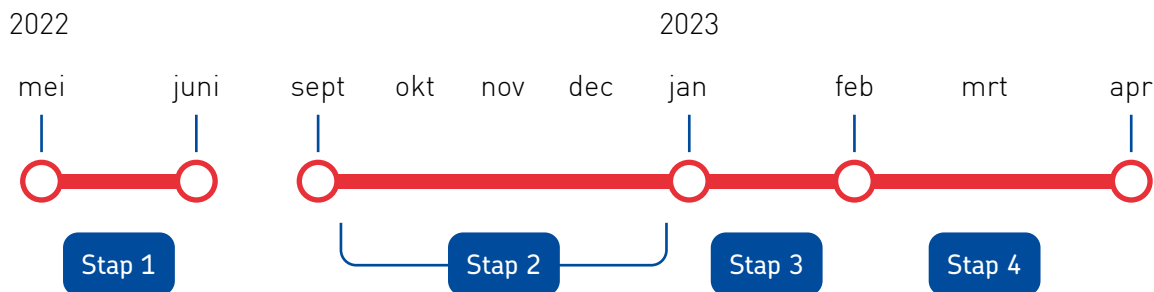 2022 2023
mei juni sept okt nov dec jan feb mrt apr
Stap 1 Stap 2 Stap 3 Stap 4